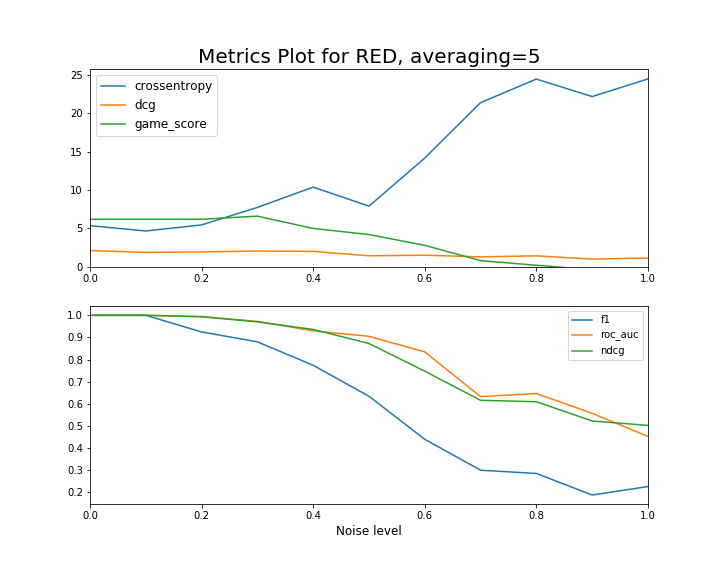 Metrics Plot for RED, averaging=5
25
20
15
10
5
0
crossentropy
dcg
game_score
0.0 0.2 0.4 0.6 0.8 1.0
1.0
0.9
0.8
0.7
0.6
0.5
0.4
0.3
0.2
f1
roc_auc
ndcg
0.0 0.2 0.4 0.6 0.8 1.0
Noise level